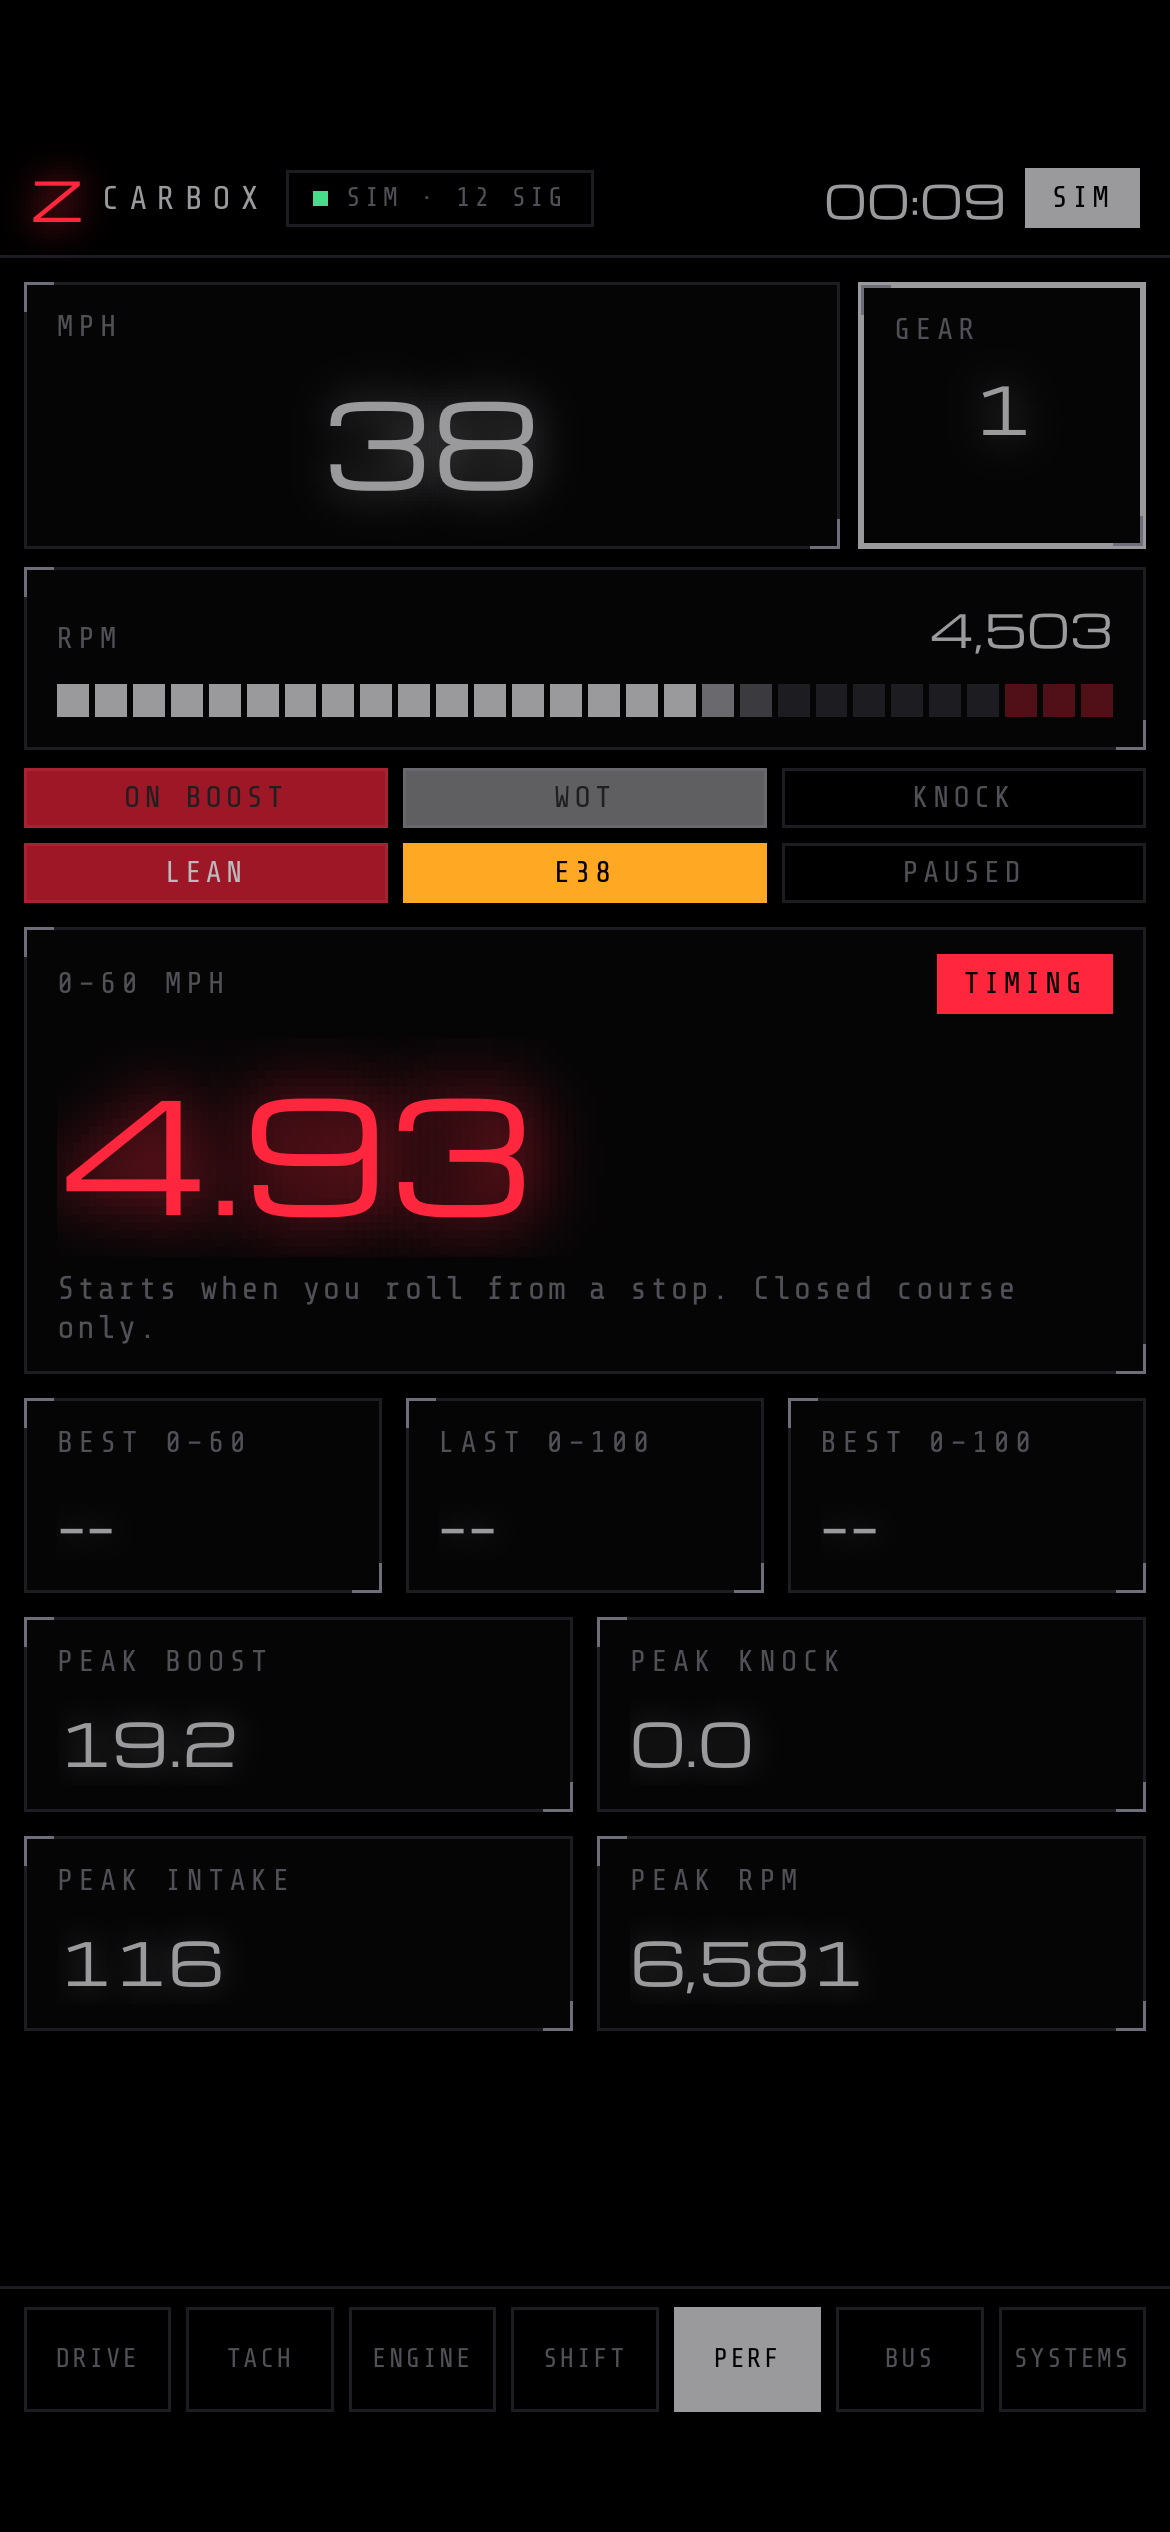 Z CARBOX SIM · 12 SIG 00:09 SIM
MPH
38
GEAR
1
RPM 4,503
ON BOOST WOT KNOCK
LEAN E38 PAUSED
0-60 MPH TIMING
4.93
Starts when you roll from a stop. Closed course
only.
BEST 0-60 LAST 0-100 BEST 0-100
-- -- --
PEAK BOOST PEAK KNOCK
19.2 0.0
PEAK INTAKE PEAK RPM
116 6,581
DRIVE TACH ENGINE SHIFT PERF BUS SYSTEMS